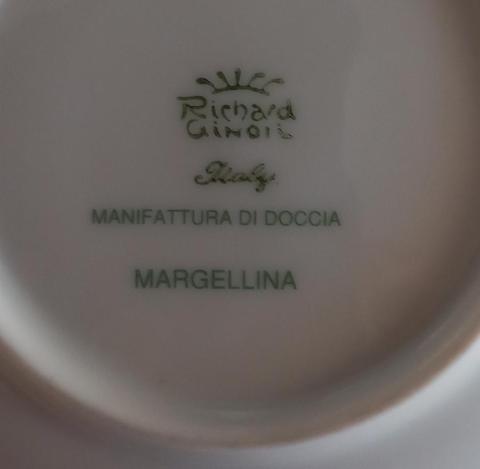 Richard
GINORI
Italy
MANIFATTURA DI DOCCIA
MARGELLINA